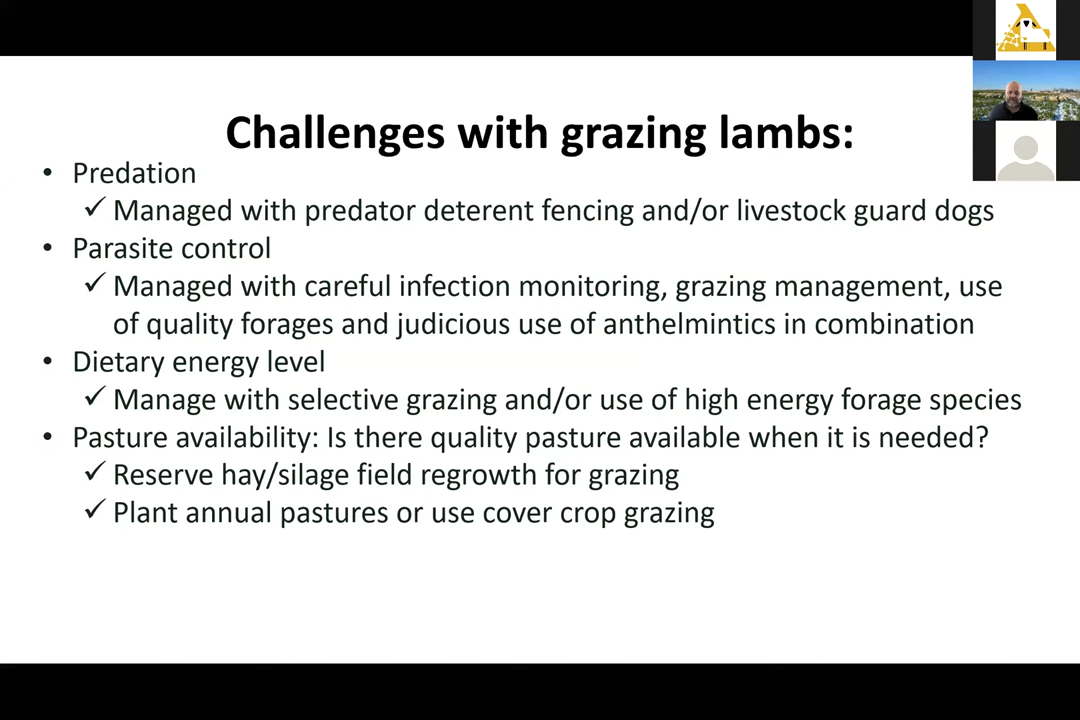 Challenges with grazing lambs:
• Predation
✓ Managed with predator deterent fencing and/or livestock guard dogs
• Parasite control
✓ Managed with careful infection monitoring, grazing management, use
of quality forages and judicious use of anthelmintics in combination
• Dietary energy level
✓ Manage with selective grazing and/or use of high energy forage species
• Pasture availability: Is there quality pasture available when it is needed?
✓ Reserve hay/silage field regrowth for grazing
✓ Plant annual pastures or use cover crop grazing